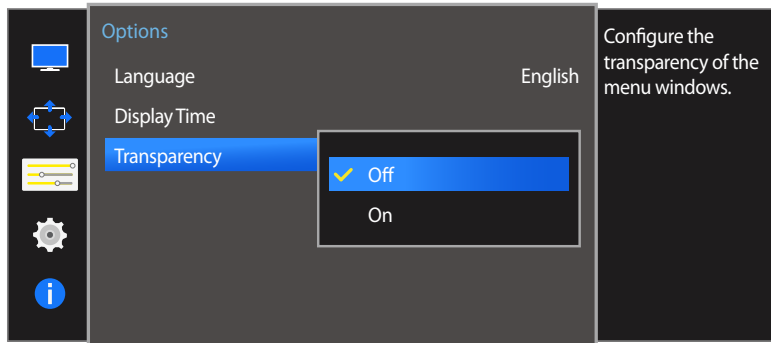 Options
Language English
Display Time
Transparency
Off
On
Configure the
transparency of the
menu windows.